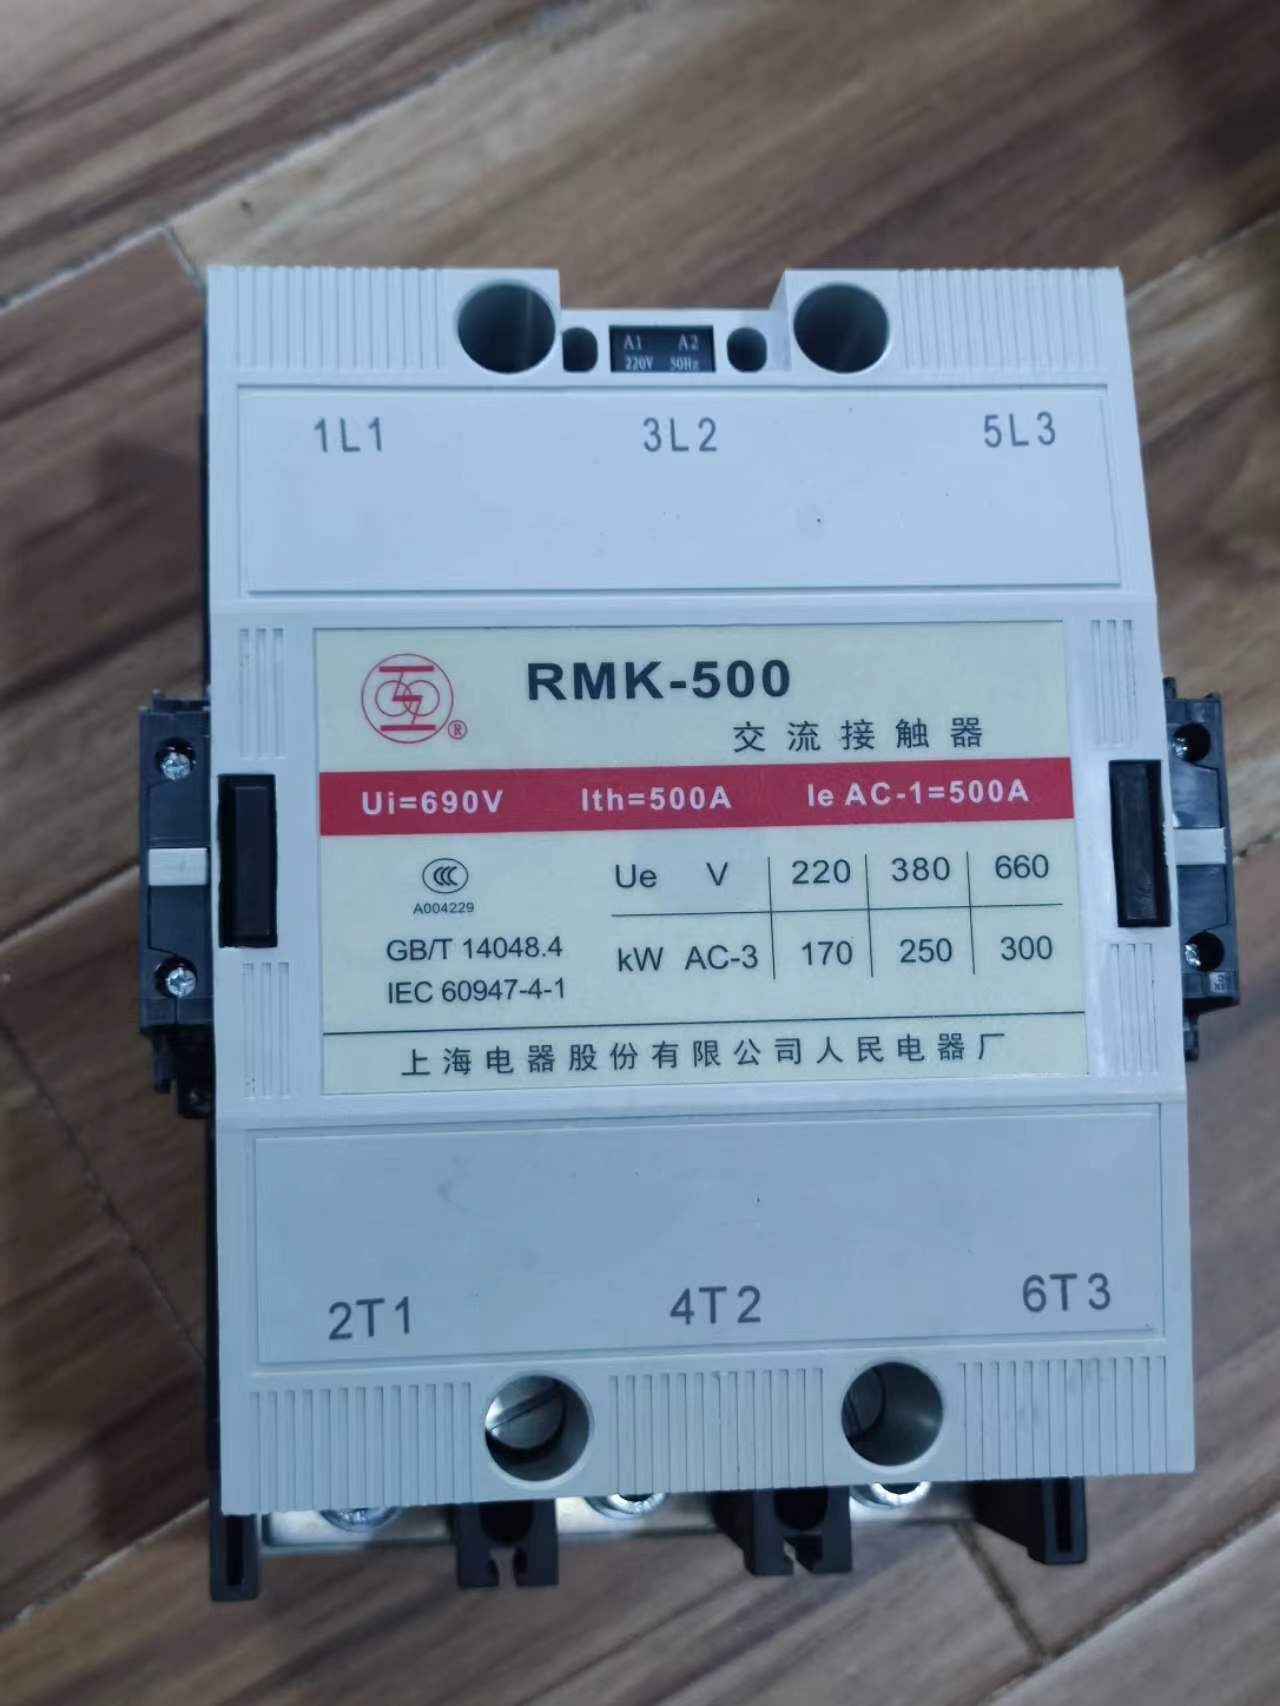 A1 A2
220V 50Hz
1L1 3L2 5L3
RMK-500
®
交流接触器
Ui=690V Ith=500A Ie AC-1=500A
CCC
A004229
GB/T 14048.4
IEC 60947-4-1
Ue V 220 380 660
kW AC-3 170 250 300
上海电器股份有限公司人民电器厂
2T1 4T2 6T3